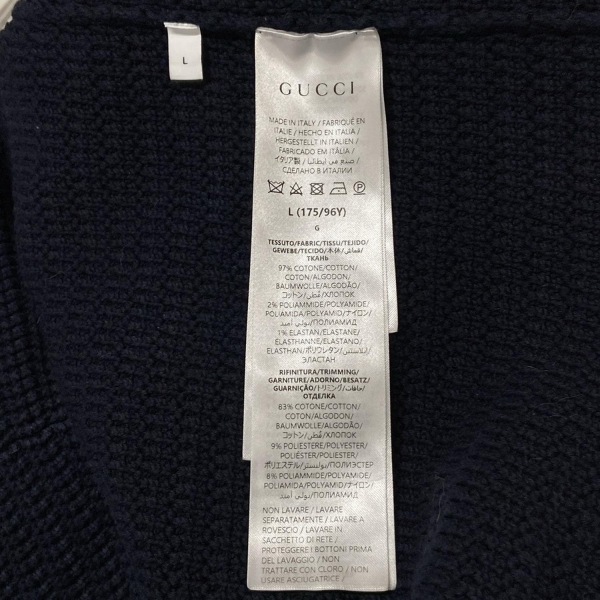 L
GUCCI
MADE IN ITALY / FABRIQUÉ EN
ITALIE / HECHO EN ITALIA /
HERGESTELLT IN ITALIEN /
FABRICADO EM ITÁLIA /
イタリア製 / صنع في ايطاليا /
СДЕЛАНО В ИТАЛИИ
L (175/96Y)
G
TESSUTO/FABRIC/TISSU/TEJIDO/
GEWEBE/TECIDO/本体/قماش/
ТКАНЬ
97% COTONE/COTTON/
COTON/ALGODON/
BAUMWOLLE/ALGODÃO/
コットン/قطن/ХЛОПОК
2% POLIAMMIDE/POLYAMIDE/
POLIAMIDA/POLYAMID/ナイロン/
بولي أميد/ПОЛИАМИД
1% ELASTAN/ELASTANE/
ELASTHANNE/ELASTANO/
ELASTHAN/ポリウレタン/للاستين/
ЭЛАСТАН
RIFINITURA/TRIMMING/
GARNITURE/ADORNO/BESATZ/
GUARNIÇÃO/トリミング/حافات/
ОТДЕЛКА
83% COTONE/COTTON/
COTON/ALGODON/
BAUMWOLLE/ALGODÃO/
コットン/قطن/ХЛОПОК
9% POLIESTERE/POLYESTER/
POLIÉSTER/POLYESTER/
ポリエステル/بوليستر/ПОЛИЭСТЕР
8% POLIAMMIDE/POLYAMIDE/
POLIAMIDA/POLYAMID/ナイロン/
بولي أميد/ПОЛИАМИД
NON LAVARE / LAVARE
SEPARATAMENTE / LAVARE A
ROVESCIO / LAVARE IN
SACCHETTO DI RETE /
PROTEGGERE I BOTTONI PRIMA
DEL LAVAGGIO / NON
TRATTARE CON CLORO / NON
USARE ASCIUGATRICE /